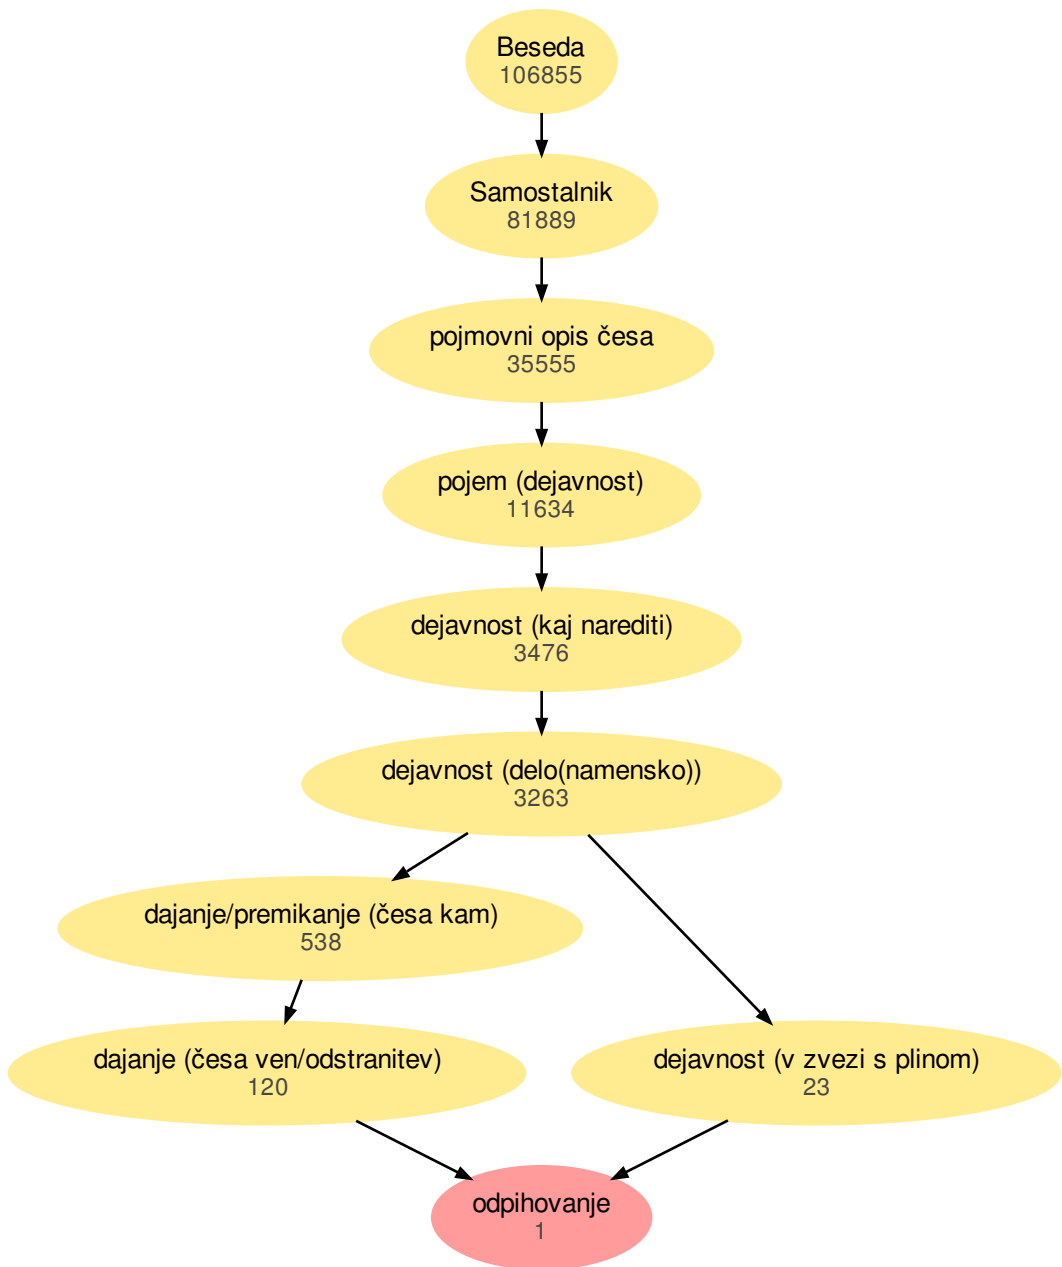 Beseda
106855
Samostalnik
81889
pojmovni opis česa
35555
pojem (dejavnost)
11634
dejavnost (kaj narediti)
3476
dejavnost (delo(namensko))
3263
dajanje/premikanje (česa kam)
538
dajanje (česa ven/odstranitev)
120
dejavnost (v zvezi s plinom)
23
odpihovanje
1